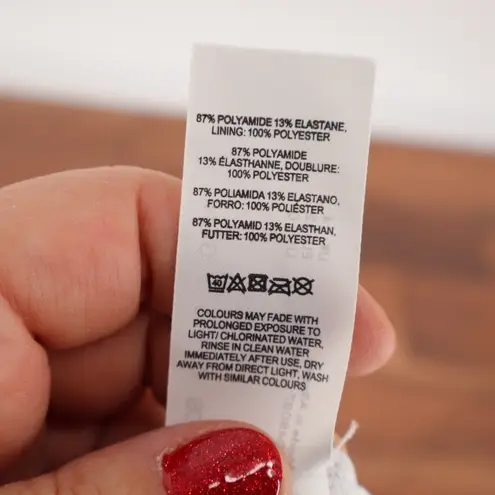 87% POLYAMIDE 13% ELASTANE,
LINING: 100% POLYESTER
87% POLYAMIDE
13% ÉLASTHANNE, DOUBLURE:
100% POLYESTER
87% POLIAMIDA 13% ELASTANO,
FORRO: 100% POLIÉSTER
87% POLYAMID 13% ELASTHAN,
FUTTER: 100% POLYESTER
40
COLOURS MAY FADE WITH
PROLONGED EXPOSURE TO
LIGHT/ CHLORINATED WATER,
RINSE IN CLEAN WATER
IMMEDIATELY AFTER USE, DRY
AWAY FROM DIRECT LIGHT, WASH
WITH SIMILAR COLOURS